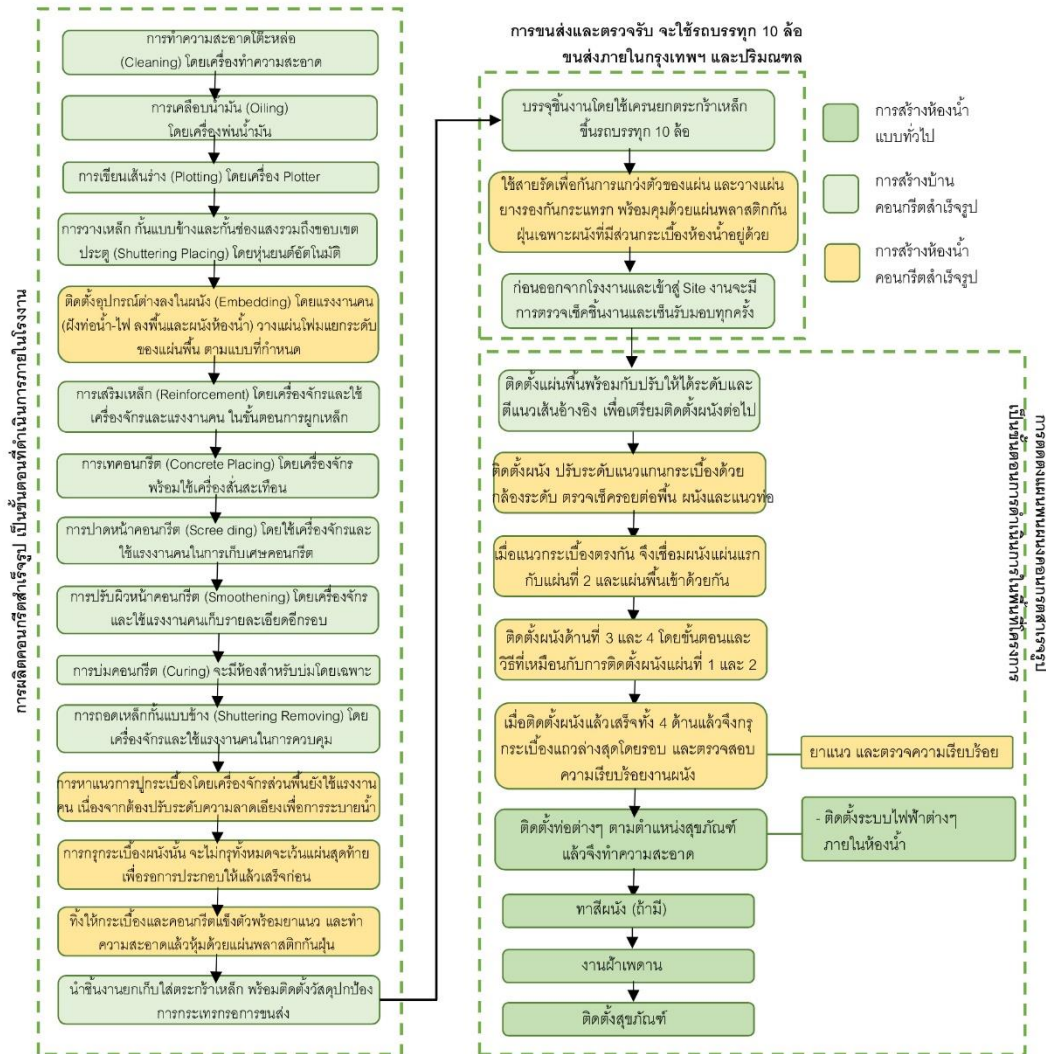 การผลิตคอนกรีตสำเร็จรูป เป็นขั้นตอนที่ดำเนินการภายในโรงงาน
การทำความสะอาดโต๊ะหล่อ
(Cleaning) โดยเครื่องทำความสะอาด
การเคลือบน้ำมัน (Oiling)
โดยเครื่องพ่นน้ำมัน
การเขียนเส้นร่าง (Plotting) โดยเครื่อง Plotter
การวางเหล็ก กั้นแบบข้างและกั้นช่องแสงรวมถึงขอบเขต
ประตู (Shuttering Placing) โดยหุ่นยนต์อัตโนมัติ
ติดตั้งอุปกรณ์ต่างลงในผนัง (Embedding) โดยแรงงานคน
(ฝังท่อน้ำ-ไฟ ลงพื้นและผนังห้องน้ำ) วางแผ่นโฟมแยกระดับ
ของแผ่นพื้น ตามแบบที่กำหนด
การเสริมเหล็ก (Reinforcement) โดยเครื่องจักรและใช้
เครื่องจักรและแรงงานคน ในขั้นตอนการผูกเหล็ก
การเทคอนกรีต (Concrete Placing) โดยเครื่องจักร
พร้อมใช้เครื่องสั่นสะเทือน
การปาดหน้าคอนกรีต (Scree ding) โดยใช้เครื่องจักรและ
ใช้แรงงานคนในการเก็บเศษคอนกรีต
การปรับผิวหน้าคอนกรีต (Smoothening) โดยเครื่องจักร
และใช้แรงงานคนเก็บรายละเอียดอีกรอบ
การบ่มคอนกรีต (Curing) จะมีห้องสำหรับบ่มโดยเฉพาะ
การถอดเหล็กกั้นแบบข้าง (Shuttering Removing) โดย
เครื่องจักรและใช้แรงงานคนในการควบคุม
การหาแนวการปูกระเบื้องโดยเครื่องจักรส่วนพื้นยังใช้แรงงาน
คน เนื่องจากต้องปรับระดับความลาดเอียงเพื่อการระบายน้ำ
การกรุกระเบื้องผนังนั้น จะไม่กรุทั้งหมดจะเว้นแผ่นสุดท้าย
เพื่อรอการประกอบให้แล้วเสร็จก่อน
ทิ้งให้กระเบื้องและคอนกรีตแข็งตัวพร้อมยาแนว และทำ
ความสะอาดแล้วหุ้มด้วยแผ่นพลาสติกกันฝุ่น
นำชิ้นงานยกเก็บใส่ตระกร้าเหล็ก พร้อมติดตั้งวัสดุปกป้อง
การกระเทรกรอการขนส่ง
การขนส่งและตรวจรับ จะใช้รถบรรทุก 10 ล้อ
ขนส่งภายในกรุงเทพฯ และปริมณฑล
บรรจุชิ้นงานโดยใช้เครนยกตระกร้าเหล็ก
ขึ้นรถบรรทุก 10 ล้อ
ใช้สายรัดเพื่อกันการแกว่งตัวของแผ่น และวางแผ่น
ยางรองกันกระแทรก พร้อมคุมด้วยแผ่นพลาสติกกัน
ฝุ่นเฉพาะผนังที่มีส่วนกระเบื้องห้องน้ำอยู่ด้วย
ก่อนออกจากโรงงานและเข้าสู่ Site งานจะมี
การตรวจเช็คชิ้นงานและเซ็นรับมอบทุกครั้ง
การสร้างห้องน้ำ
แบบทั่วไป
การสร้างบ้าน
คอนกรีตสำเร็จรูป
การสร้างห้องน้ำ
คอนกรีตสำเร็จรูป
การติดตั้งแผ่นผนังคอนกรีตสำเร็จรูป
เป็นขั้นตอนการดำเนินการในพื้นที่โครงการ
ติดตั้งแผ่นพื้นพร้อมกับปรับให้ได้ระดับและ
ตีแนวเส้นอ้างอิง เพื่อเตรียมติดตั้งผนังต่อไป
ติดตั้งผนัง ปรับระดับแนวแกนกระเบื้องด้วย
กล้องระดับ ตรวจเช็ครอยต่อพื้น ผนังและแนวท่อ
เมื่อแนวกระเบื้องตรงกัน จึงเชื่อมผนังแผ่นแรก
กับแผ่นที่ 2 และแผ่นพื้นเข้าด้วยกัน
ติดตั้งผนังด้านที่ 3 และ 4 โดยขั้นตอนและ
วิธีที่เหมือนกับการติดตั้งผนังแผ่นที่ 1 และ 2
เมื่อติดตั้งผนังแล้วเสร็จทั้ง 4 ด้านแล้วจึงกรุ
กระเบื้องแถวล่างสุดโดยรอบ และตรวจสอบ
ความเรียบร้อยงานผนัง
ยาแนว และตรวจความเรียบร้อย
ติดตั้งท่อต่างๆ ตามตำแหน่งสุขภัณฑ์
แล้วจึงทำความสะอาด
- ติดตั้งระบบไฟฟ้าต่างๆ
ภายในห้องน้ำ
ทาสีผนัง (ถ้ามี)
งานฝ้าเพดาน
ติดตั้งสุขภัณฑ์